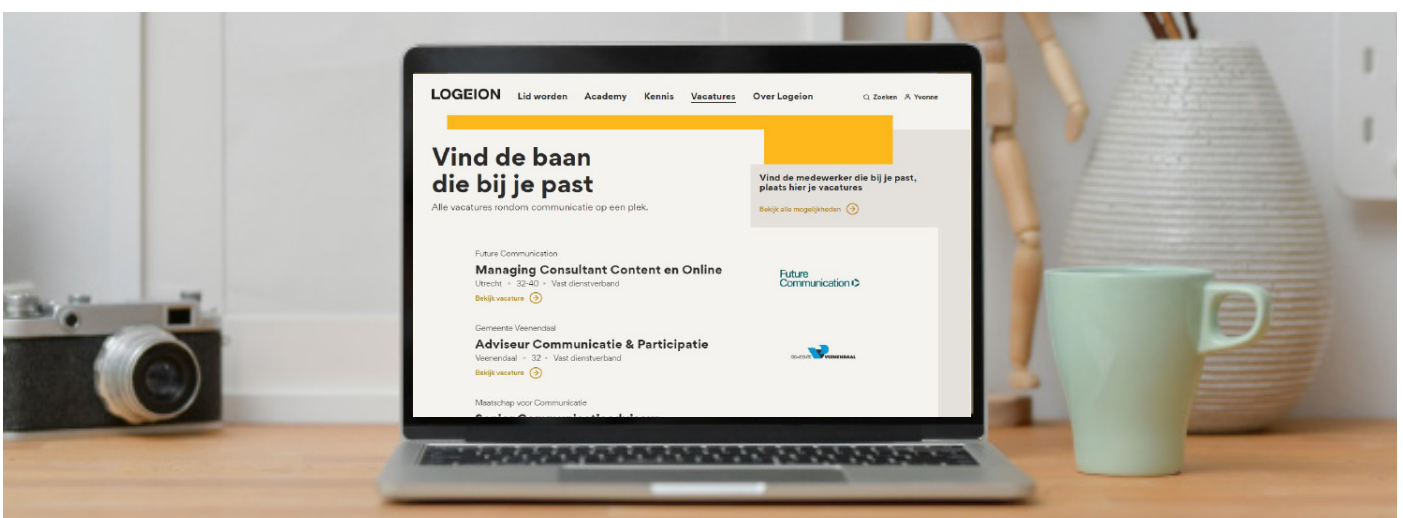 LOGEION
Lid worden Academy Kennis Vacatures Over Logeion
Zoeken Yvonne
Vind de baan
die bij je past
Alle vacatures rondom communicatie op een plek.
Vind de medewerker die bij je past,
plaats hier je vacatures
Bekijk alle mogelijkheden
Future Communication
Managing Consultant Content en Online
Utrecht • 32-40 • Vast dienstverband
Bekijk vacature
Future
Communication
Gemeente Veenendaal
Adviseur Communicatie & Participatie
Veenendaal • 32 • Vast dienstverband
Bekijk vacature
VEENENDAAL
Maatschap voor Communicatie